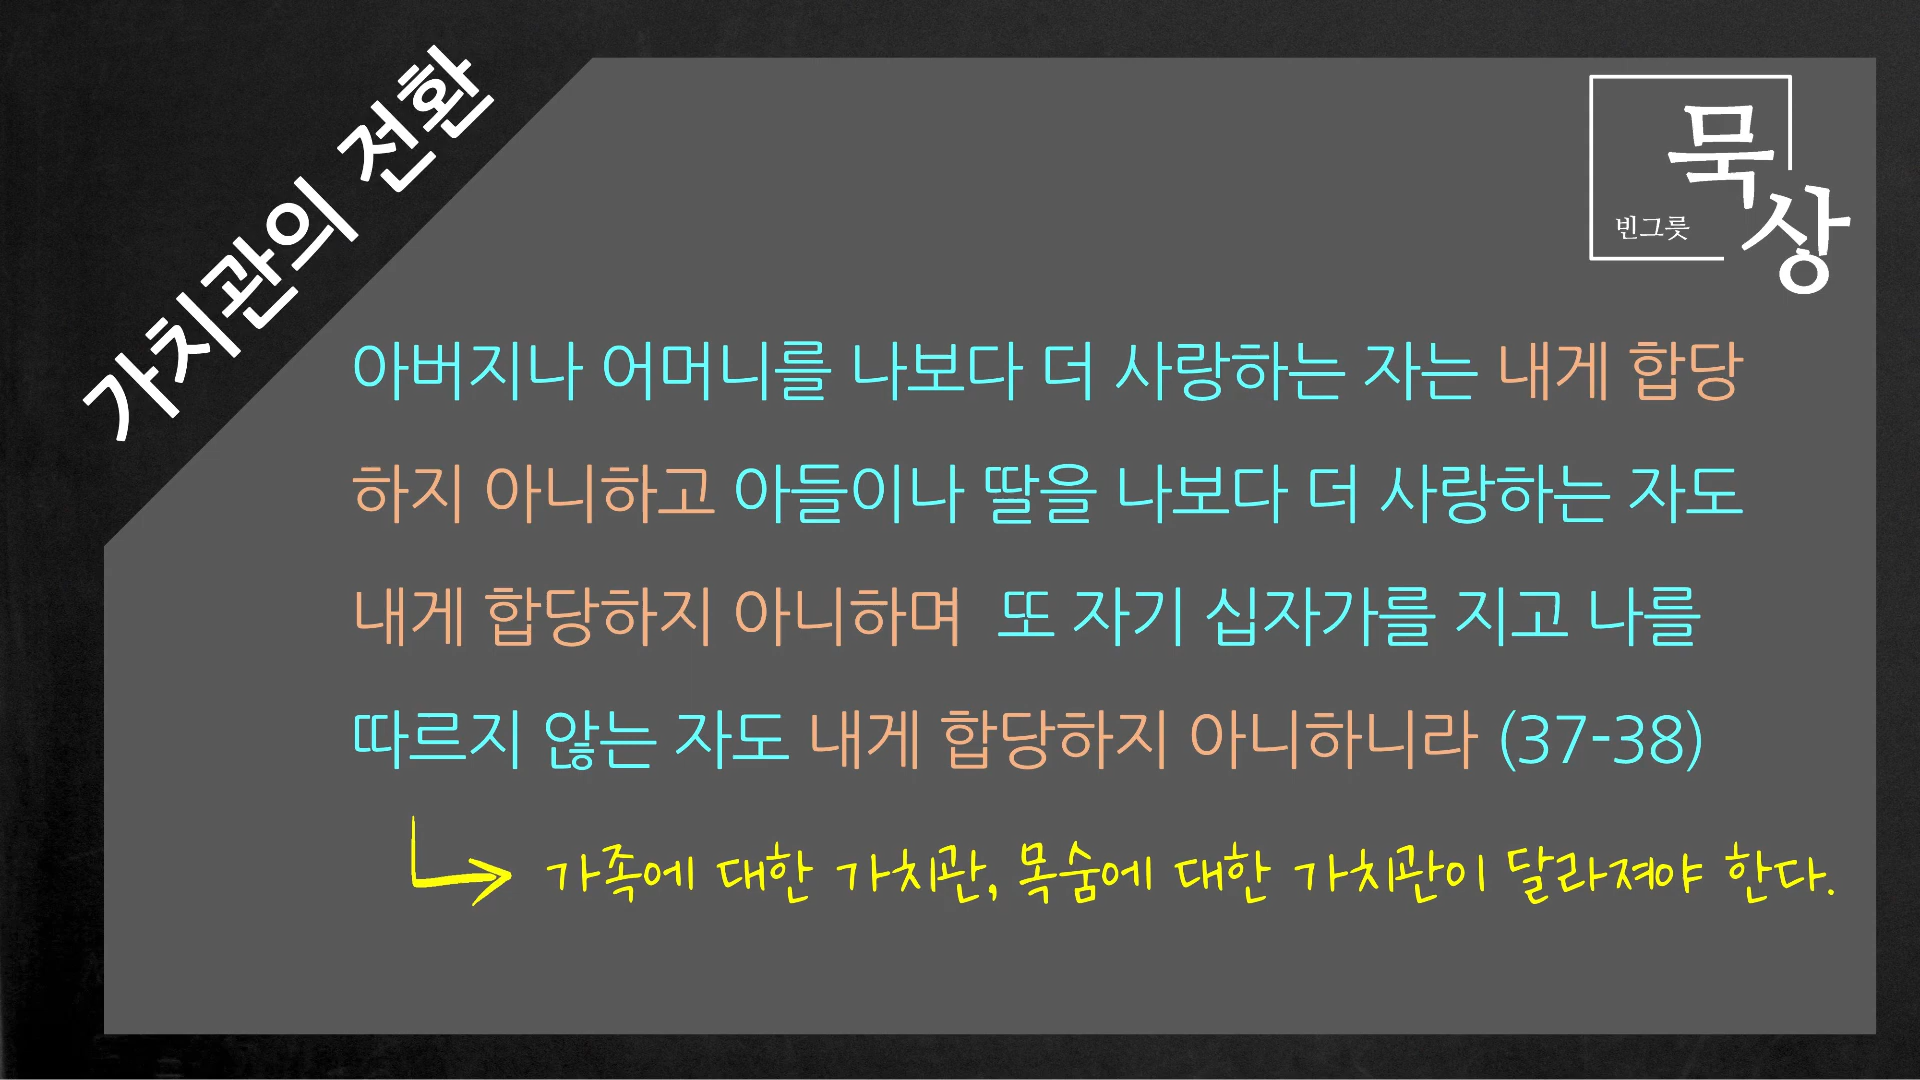 가치관의 전환
묵상
빈그릇
아버지나 어머니를 나보다 더 사랑하는 자는 내게 합당
하지 아니하고 아들이나 딸을 나보다 더 사랑하는 자도
내게 합당하지 아니하며 또 자기 십자가를 지고 나를
따르지 않는 자도 내게 합당하지 아니하니라 (37-38)
가족에 대한 가치관, 목숨에 대한 가치관이 달라져야 한다.